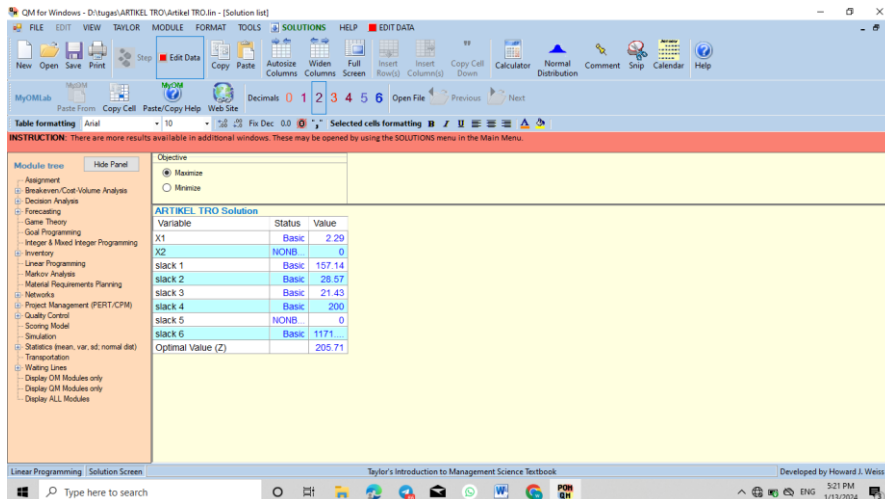 QM for Windows - D:\tugas\ARTIKEL TRO\Artikel TRO.lin - [Solution list]
FILE EDIT VIEW TAYLOR MODULE FORMAT TOOLS SOLUTIONS HELP EDIT DATA
New Open Save Print Step Edit Data Copy Paste Autosize Columns Widen Columns Full Screen Insert Row(s) Insert Column(s) Copy Cell Down Calculator Normal Distribution Comment Snip Calendar Help
MyOMLab Paste From Copy Cell Paste/Copy Help Web Site Decimals 0 1 2 3 4 5 6 Open File Previous Next
Table formatting Arial 10 Fix Dec 0.0 0 "," Selected cells formatting B I U A
INSTRUCTION: There are more results available in additional windows. These may be opened by using the SOLUTIONS menu in the Main Menu.
Module tree Hide Panel
Assignment
Breakeven/Cost-Volume Analysis
Decision Analysis
Forecasting
Game Theory
Goal Programming
Integer & Mixed Integer Programming
Inventory
Linear Programming
Markov Analysis
Material Requirements Planning
Networks
Project Management (PERT/CPM)
Quality Control
Scoring Model
Simulation
Statistics (mean, var, sd; normal dist)
Transportation
Waiting Lines
Display OM Modules only
Display QM Modules only
Display ALL Modules
Objective
Maximize
Minimize
ARTIKEL TRO Solution
Variable Status Value
X1 Basic 2.29
X2 NONB... 0
slack 1 Basic 157.14
slack 2 Basic 28.57
slack 3 Basic 21.43
slack 4 Basic 200
slack 5 NONB... 0
slack 6 Basic 1171....
Optimal Value (Z) 205.71
Linear Programming Solution Screen Taylor's Introduction to Management Science Textbook Developed by Howard J. Weiss
Type here to search
POM QM
ENG
5:21 PM
1/13/2024